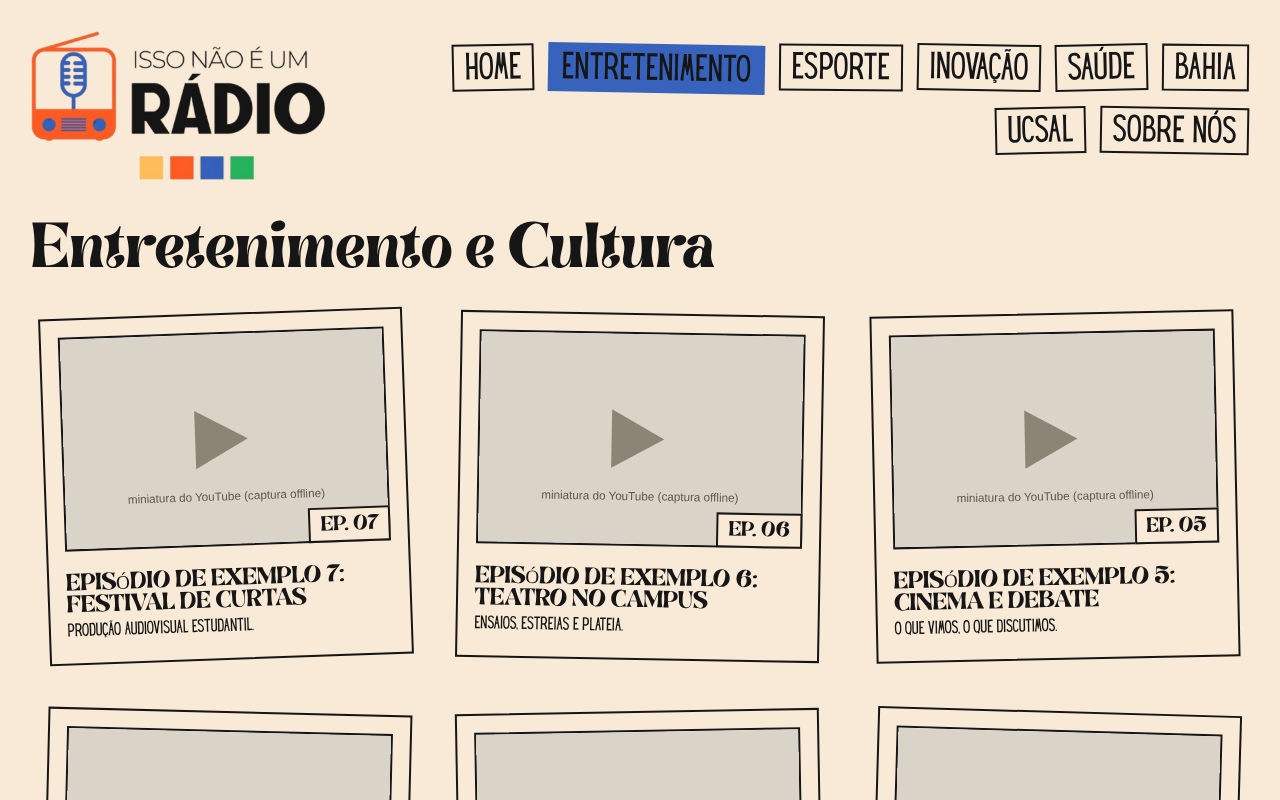 ISSO NÃO É UM
RÁDIO
HOME
ENTRETENIMENTO
ESPORTE
INOVAÇÃO
SAÚDE
BAHIA
UCSAL
SOBRE NÓS
Entretenimento e Cultura
miniatura do YouTube (captura offline)
EP. 07
EPISÓDIO DE EXEMPLO 7:
FESTIVAL DE CURTAS
PRODUÇÃO AUDIOVISUAL ESTUDANTIL.
miniatura do YouTube (captura offline)
EP. 06
EPISÓDIO DE EXEMPLO 6:
TEATRO NO CAMPUS
ENSAIOS, ESTREIAS E PLATEIA.
miniatura do YouTube (captura offline)
EP. 05
EPISÓDIO DE EXEMPLO 5:
CINEMA E DEBATE
O QUE VIMOS, O QUE DISCUTIMOS.